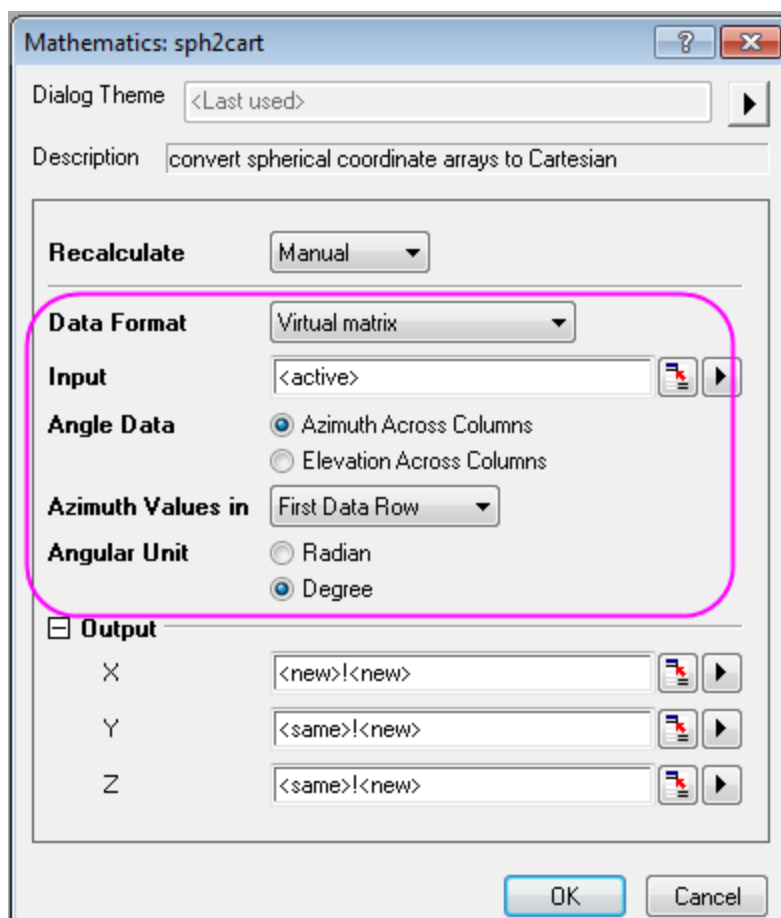 Mathematics: sph2cart
Dialog Theme <Last used>
Description convert spherical coordinate arrays to Cartesian
Recalculate Manual
Data Format Virtual matrix
Input <active>
Angle Data Azimuth Across Columns
Elevation Across Columns
Azimuth Values in First Data Row
Angular Unit Radian
Degree
Output
X <new>!<new>
Y <same>!<new>
Z <same>!<new>
OK Cancel